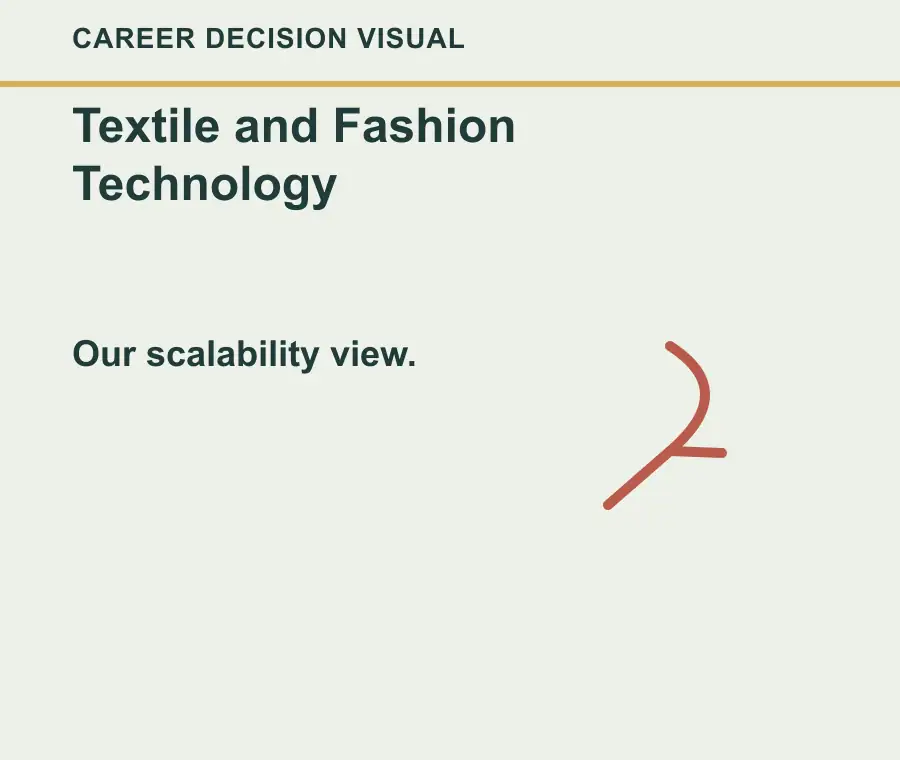 CAREER DECISION VISUAL
Textile and Fashion
Technology
Our scalability view.